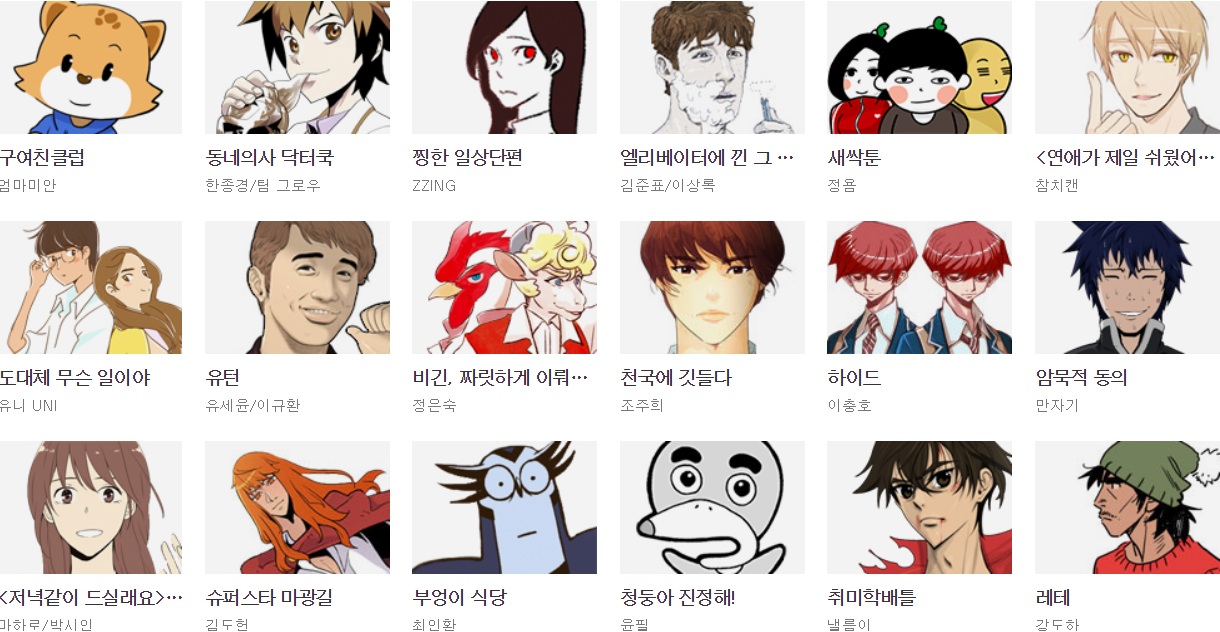 구여친클럽
동네의사 닥터쿡
찡한 일상단편
엘리베이터에 낀 그 …
새싹툰
<연애가 제일 쉬웠어…
엄마미안
한종경/팀 그로우
ZZING
김준표/이상록
정욤
참치캔
도대체 무슨 일이야
유턴
비긴, 짜릿하게 이뤄…
천국에 깃들다
하이드
암묵적 동의
유니 UNI
유세윤/이규환
정은숙
조주희
이충호
만자기
<저녁같이 드실래요>…
슈퍼스타 마광길
부엉이 식당
청둥아 진정해!
취미학배틀
레테
마하로/박시인
김도헌
최인환
윤필
낼름이
강도하